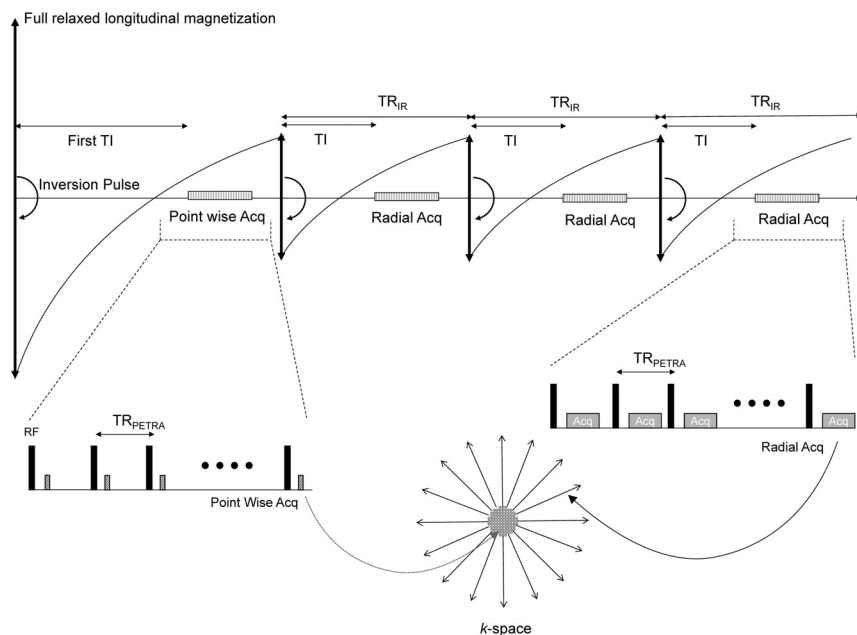 Full relaxed longitudinal magnetization
TR_IR TR_IR TR_IR
First TI TI TI TI
Inversion Pulse
Point wise Acq Radial Acq Radial Acq Radial Acq
TR_PETRA
Acq Acq Acq Acq
Radial Acq
RF TR_PETRA
Point Wise Acq
k-space